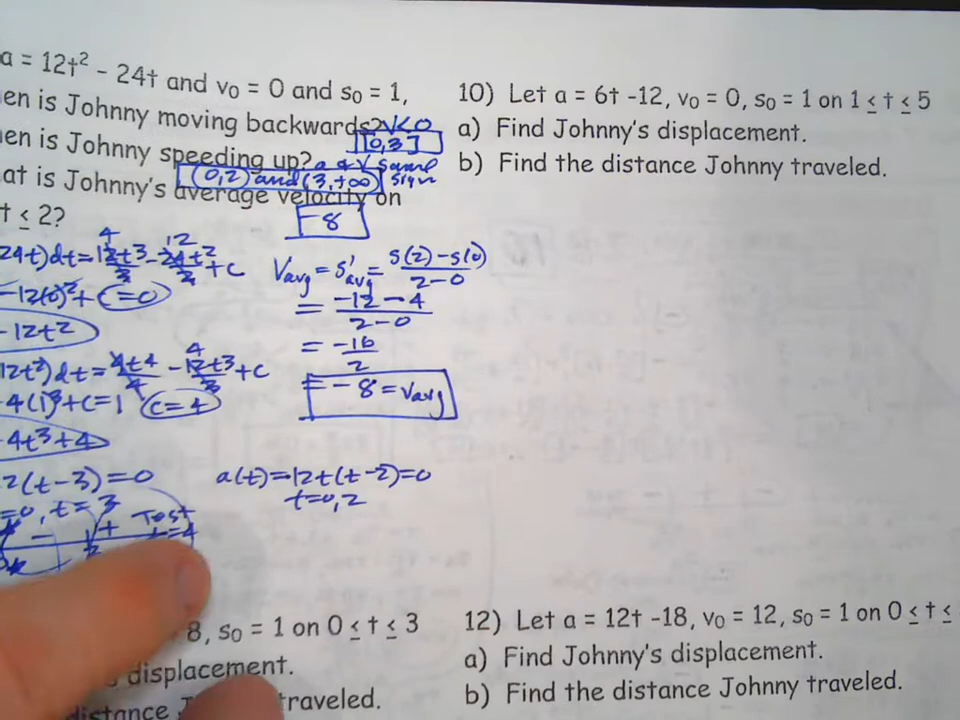 a = 12t² - 24t and v₀ = 0 and s₀ = 1,
en is Johnny moving backwards? V<0
[0,3]
en is Johnny speeding up? a & v same sign
(0,2) and (3,+∞)
at is Johnny's average velocity on
t ≤ 2?
-8
24t)dt = 12t³/3 - 24t²/2 + c
4 12
-12(0)² + c = 0
-12t²
12t²)dt = 4t⁴/4 - 12t³/3 + c
4
-4(1)³ + c = 1 c = 4
-4t³+4
2(t-3)=0
=0, t=3
- + Test
t=4
Vavg = s'avg = s(2)-s(0)/2-0
= -12-4/2-0
= -16/2
= -8 = Vavg
a(t) = 12t(t-2) = 0
t=0,2
8, s₀ = 1 on 0 ≤ t ≤ 3
displacement.
distance J traveled.
10) Let a = 6t -12, v₀ = 0, s₀ = 1 on 1 ≤ t ≤ 5
a) Find Johnny's displacement.
b) Find the distance Johnny traveled.
12) Let a = 12t -18, v₀ = 12, s₀ = 1 on 0 ≤ t ≤
a) Find Johnny's displacement.
b) Find the distance Johnny traveled.